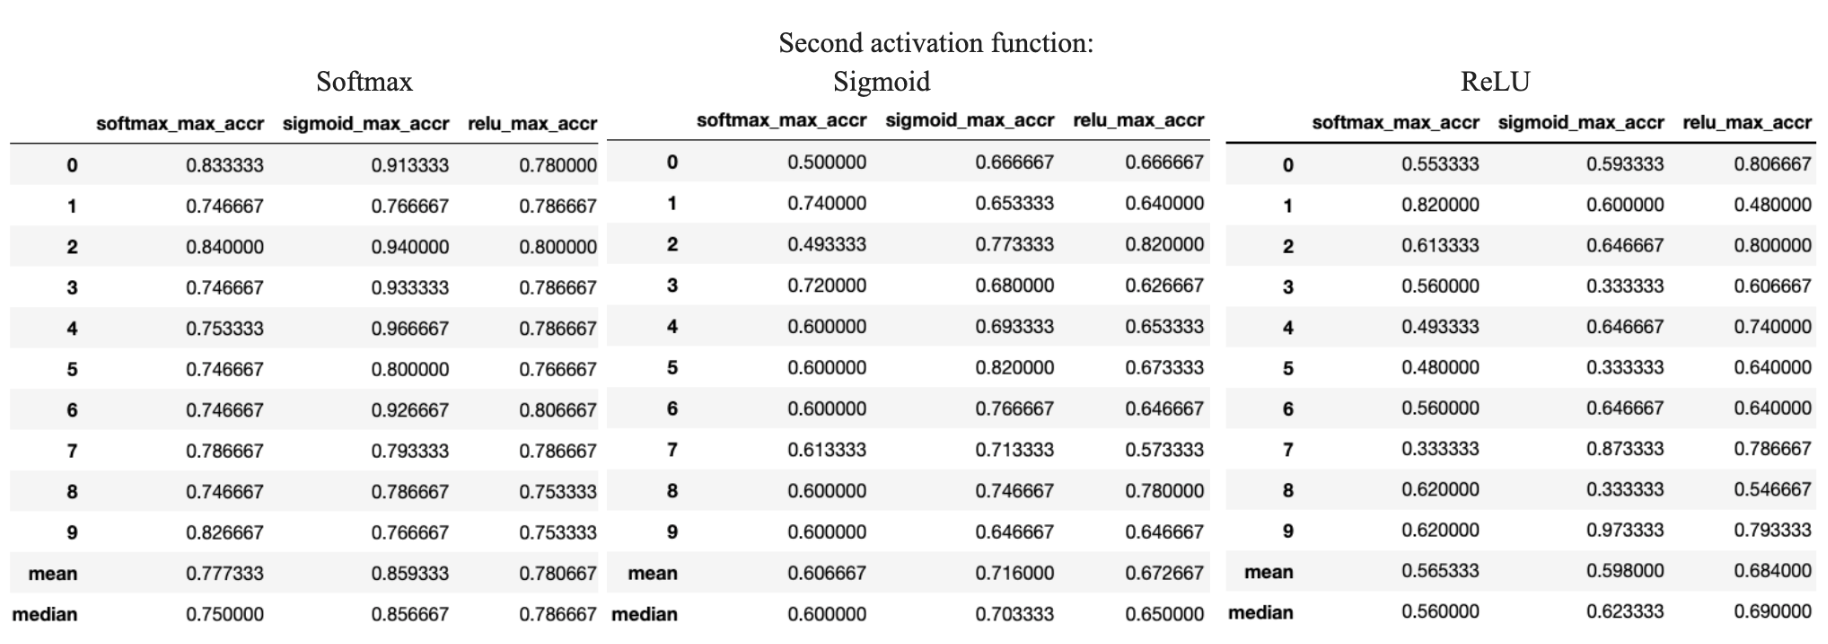 Second activation function:
Softmax Sigmoid ReLU
softmax_max_accr sigmoid_max_accr relu_max_accr softmax_max_accr sigmoid_max_accr relu_max_accr softmax_max_accr sigmoid_max_accr relu_max_accr
0 0.833333 0.913333 0.780000 0 0.500000 0.666667 0.666667 0 0.553333 0.593333 0.806667
1 0.746667 0.766667 0.786667 1 0.740000 0.653333 0.640000 1 0.820000 0.600000 0.480000
2 0.840000 0.940000 0.800000 2 0.493333 0.773333 0.820000 2 0.613333 0.646667 0.800000
3 0.746667 0.933333 0.786667 3 0.720000 0.680000 0.626667 3 0.560000 0.333333 0.606667
4 0.753333 0.966667 0.786667 4 0.600000 0.693333 0.653333 4 0.493333 0.646667 0.740000
5 0.746667 0.800000 0.766667 5 0.600000 0.820000 0.673333 5 0.480000 0.333333 0.640000
6 0.746667 0.926667 0.806667 6 0.600000 0.766667 0.646667 6 0.560000 0.646667 0.640000
7 0.786667 0.793333 0.786667 7 0.613333 0.713333 0.573333 7 0.333333 0.873333 0.786667
8 0.746667 0.786667 0.753333 8 0.600000 0.746667 0.780000 8 0.620000 0.333333 0.546667
9 0.826667 0.766667 0.753333 9 0.600000 0.646667 0.646667 9 0.620000 0.973333 0.793333
mean 0.777333 0.859333 0.780667 mean 0.606667 0.716000 0.672667 mean 0.565333 0.598000 0.684000
median 0.750000 0.856667 0.786667 median 0.600000 0.703333 0.650000 median 0.560000 0.623333 0.690000